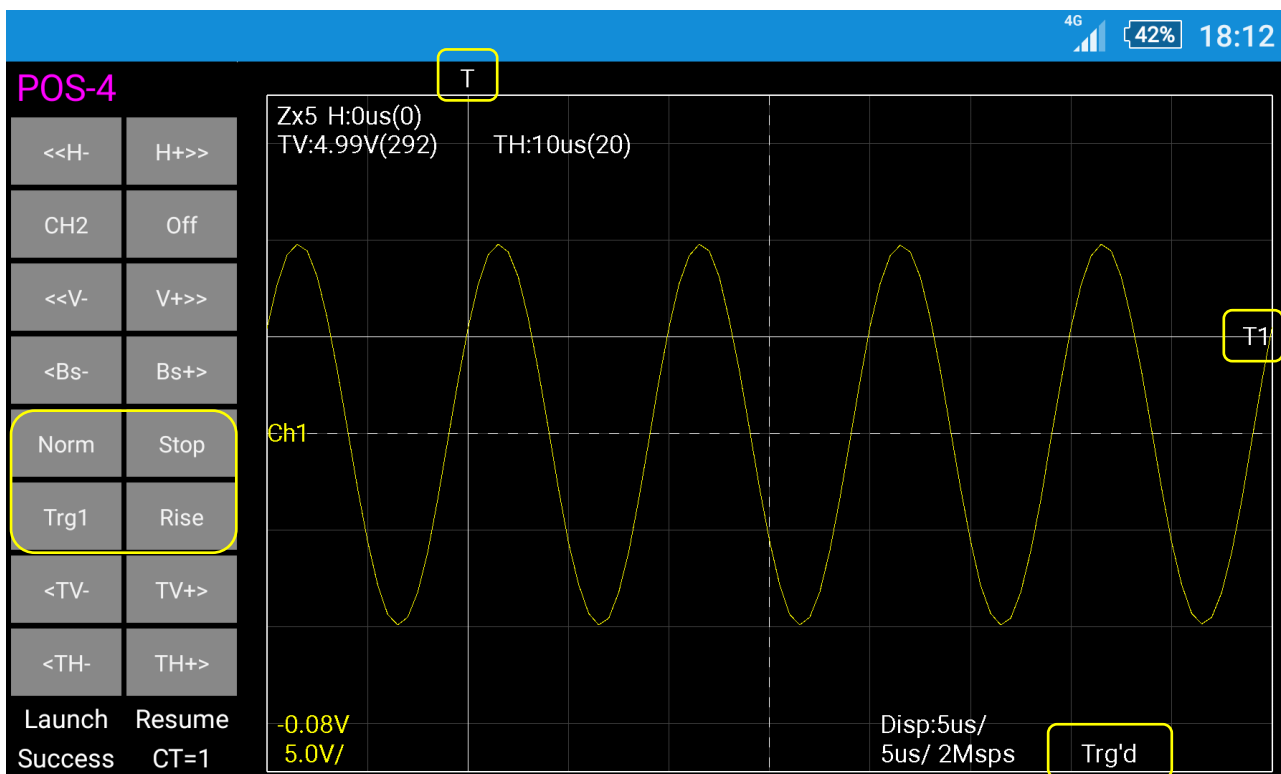 4G 42% 18:12
POS-4
T
Zx5 H:0us(0)
TV:4.99V(292) TH:10us(20)
<<H- H+>>
CH2 Off
<<V- V+>>
T1
<Bs- Bs+>
Ch1
Norm Stop
Trg1 Rise
<TV- TV+>
<TH- TH+>
Launch Resume
Success CT=1
-0.08V
5.0V/
Disp:5us/
5us/ 2Msps
Trg'd